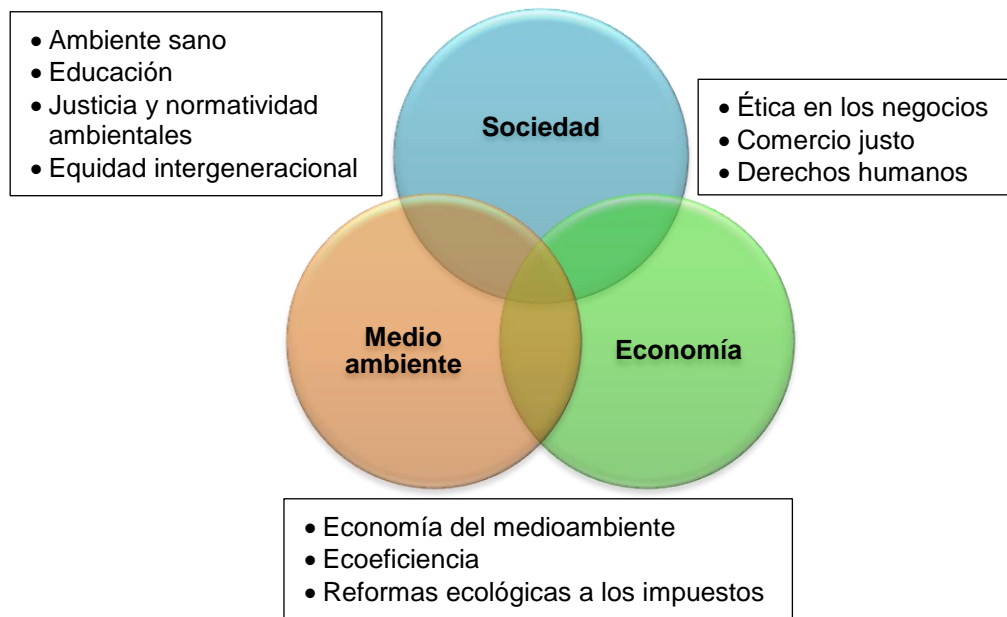 • Ambiente sano
• Educación
• Justicia y normatividad
ambientales
• Equidad intergeneracional
Sociedad
• Ética en los negocios
• Comercio justo
• Derechos humanos
Medio
ambiente
Economía
• Economía del medioambiente
• Ecoeficiencia
• Reformas ecológicas a los impuestos